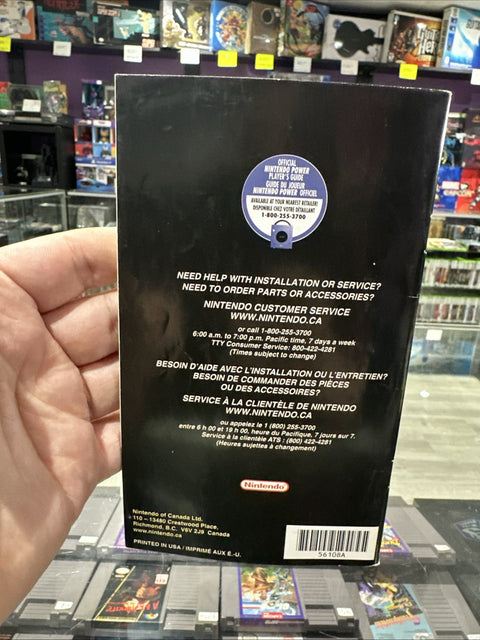 OFFICIAL
NINTENDO POWER
PLAYER'S GUIDE
GUIDE DU JOUEUR
NINTENDO POWER OFFICIEL
AVAILABLE AT YOUR NEAREST RETAILER!
DISPONIBLE CHEZ VOTRE DÉTAILLANT
1-800-255-3700
NEED HELP WITH INSTALLATION OR SERVICE?
NEED TO ORDER PARTS OR ACCESSORIES?
NINTENDO CUSTOMER SERVICE
WWW.NINTENDO.CA
or call 1-800-255-3700
6:00 a.m. to 7:00 p.m. Pacific time, 7 days a week
TTY Consumer Service: 800-422-4281
(Times subject to change)
BESOIN D'AIDE AVEC L'INSTALLATION OU L'ENTRETIEN?
BESOIN DE COMMANDER DES PIÈCES
OU DES ACCESSOIRES?
SERVICE À LA CLIENTÈLE DE NINTENDO
WWW.NINTENDO.CA
ou appelez le 1 (800) 255-3700
entre 6 h 00 et 19 h 00, heure du Pacifique, 7 jours sur 7.
Service à la clientèle ATS : (800) 422-4281
(Heures sujettes à changement)
Nintendo
Nintendo of Canada Ltd.
110 – 13480 Crestwood Place,
Richmond, B.C. V6V 2J9 Canada
www.nintendo.ca
PRINTED IN USA / IMPRIMÉ AUX É.-U.
56108A